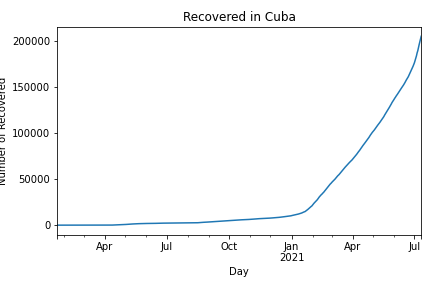 Recovered in Cuba
Number of Recovered
200000
150000
100000
50000
0
Apr
Jul
Oct
Jan
2021
Apr
Jul
Day